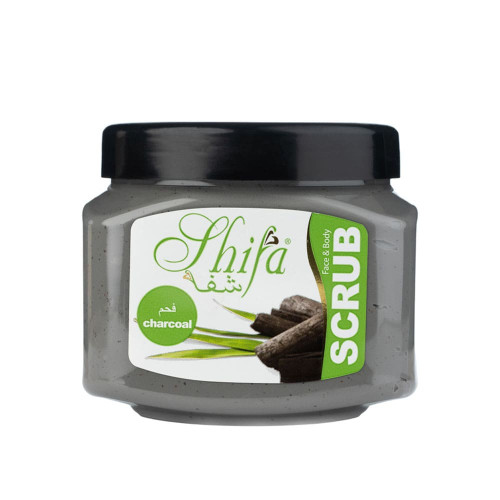 Shifa®
شفا
فحم
charcoal
Face & Body
SCRUB